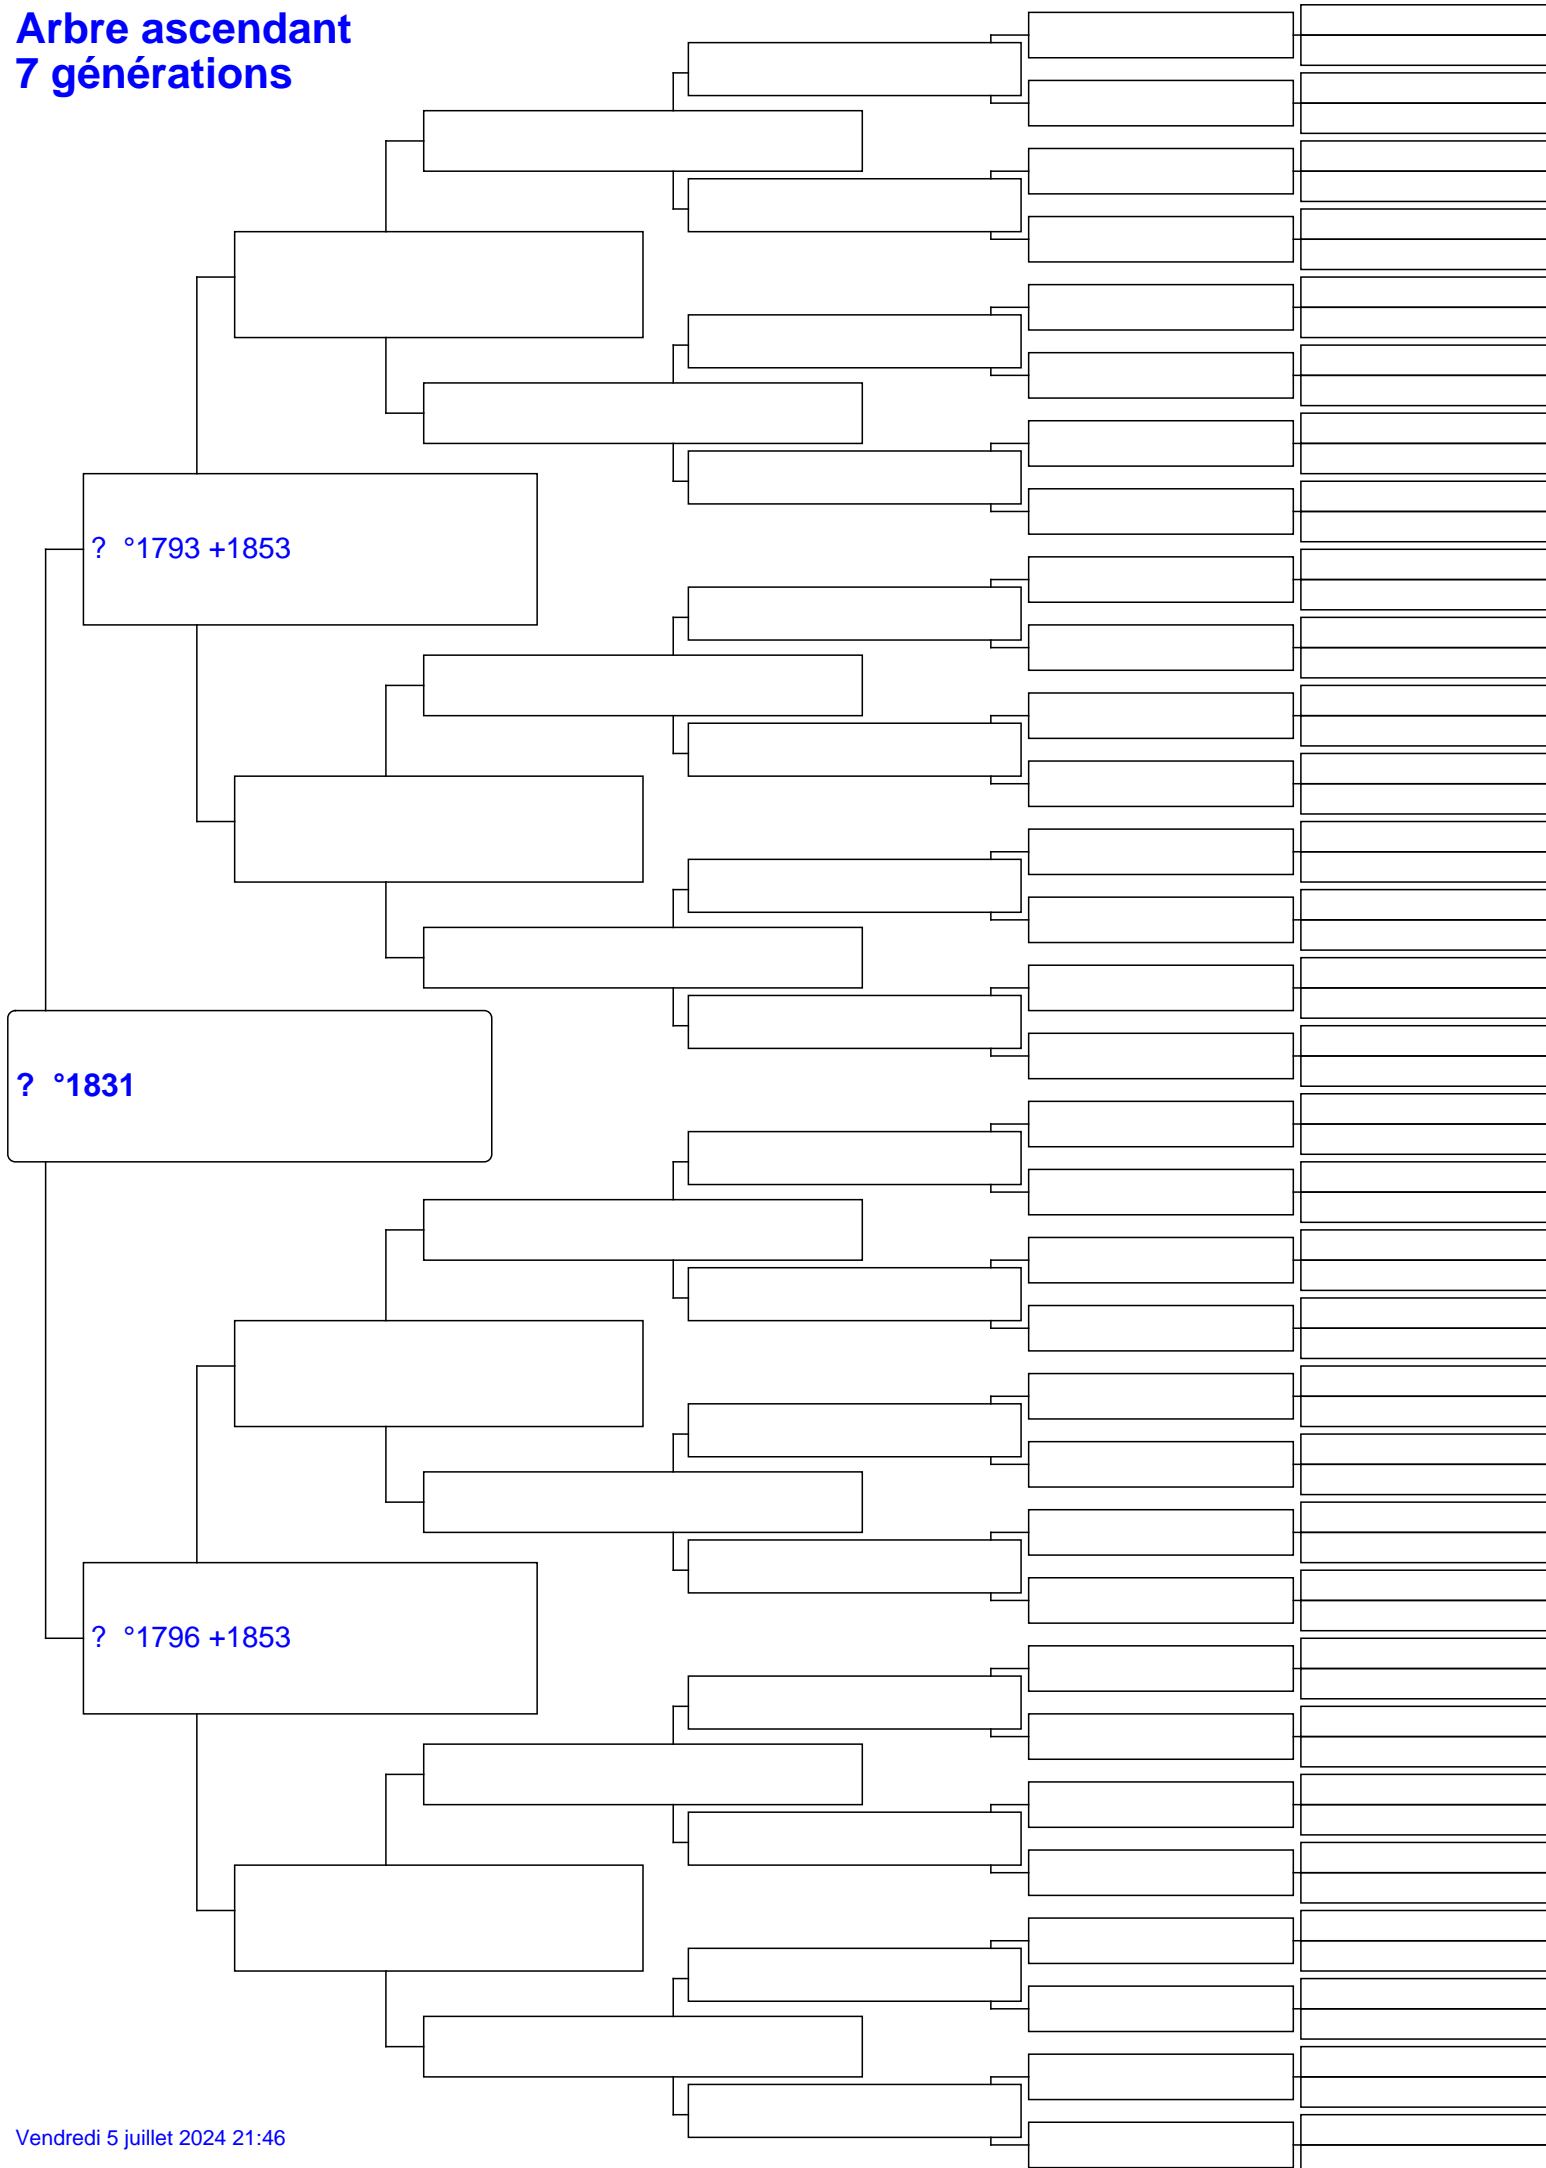 Arbre ascendant
7 générations
? °1793 +1853
? °1831
? °1796 +1853
Vendredi 5 juillet 2024 21:46